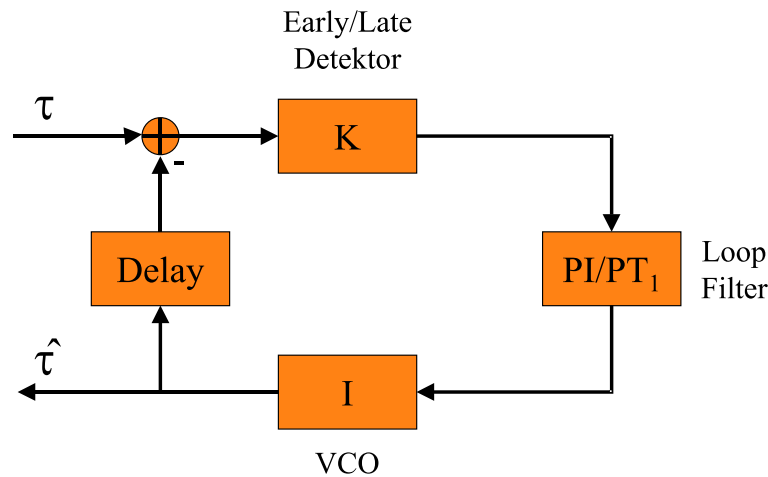 Early/Late
Detektor
τ
K
-
Delay
PI/PT₁
Loop
Filter
τ̂
I
VCO